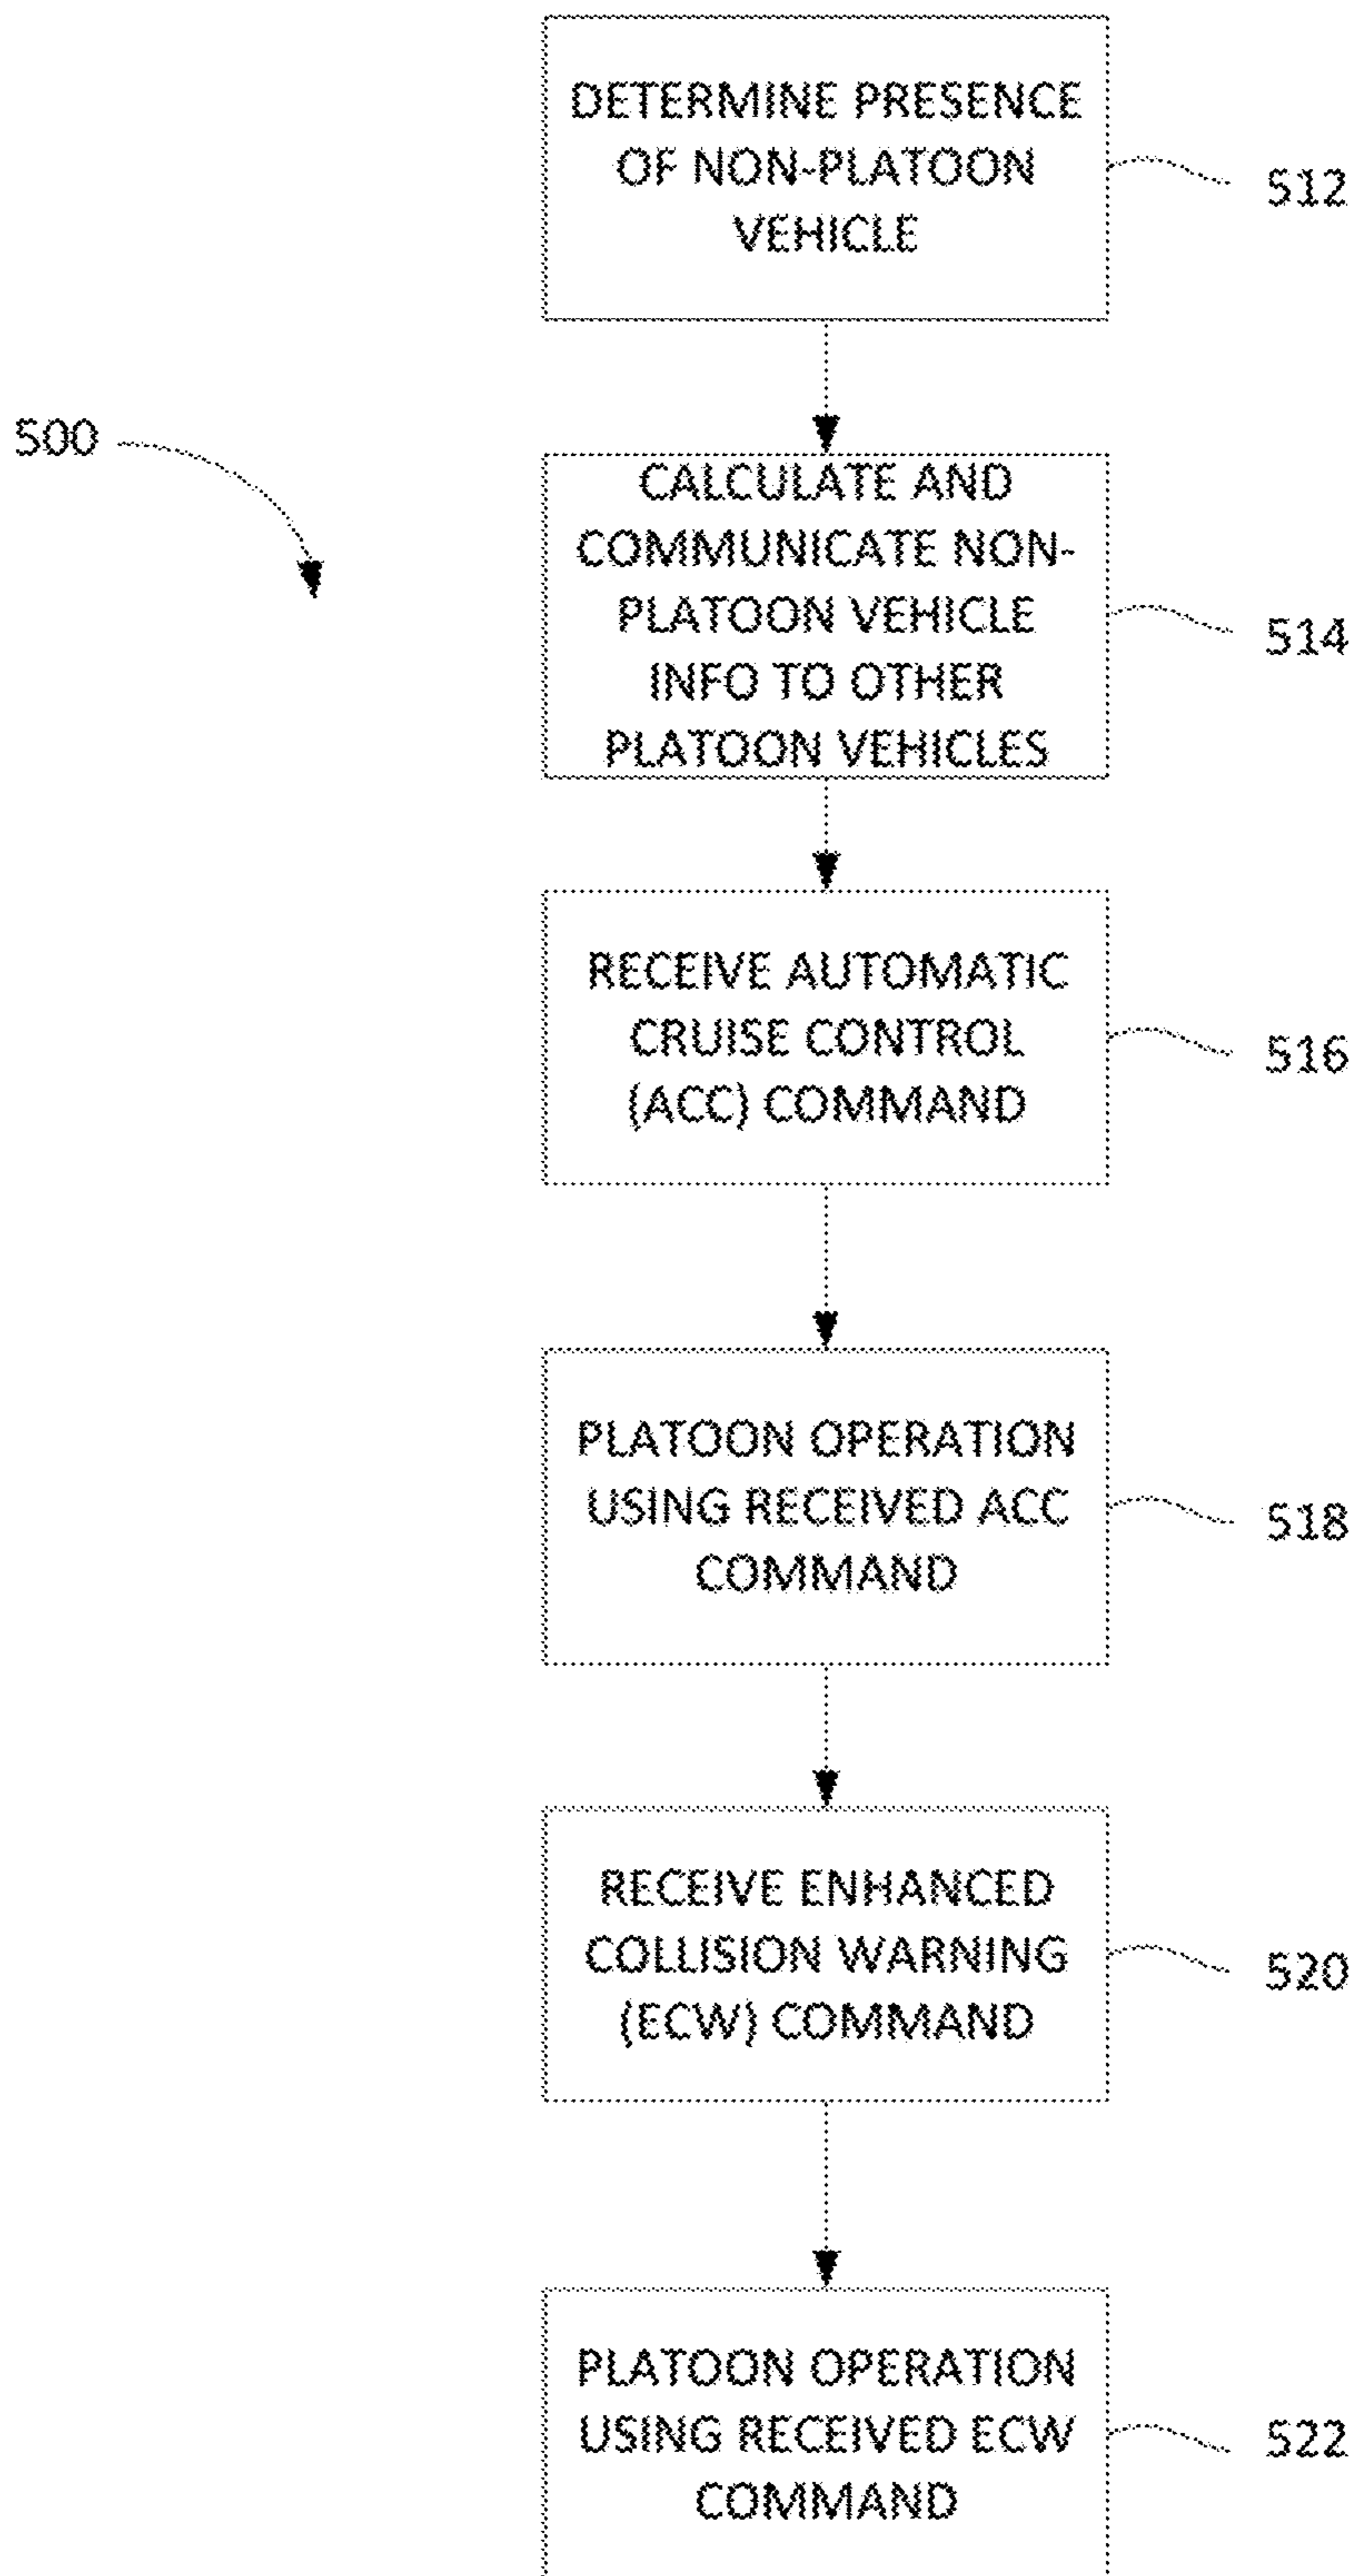 DETERMINE PRESENCE
OF NON-PLATOON
VEHICLE
512
500
CALCULATE AND
COMMUNICATE NON-
PLATOON VEHICLE
INFO TO OTHER
PLATOON VEHICLES
514
RECEIVE AUTOMATIC
CRUISE CONTROL
(ACC) COMMAND
516
PLATOON OPERATION
USING RECEIVED ACC
COMMAND
518
RECEIVE ENHANCED
COLLISION WARNING
(ECW) COMMAND
520
PLATOON OPERATION
USING RECEIVED ECW
COMMAND
522